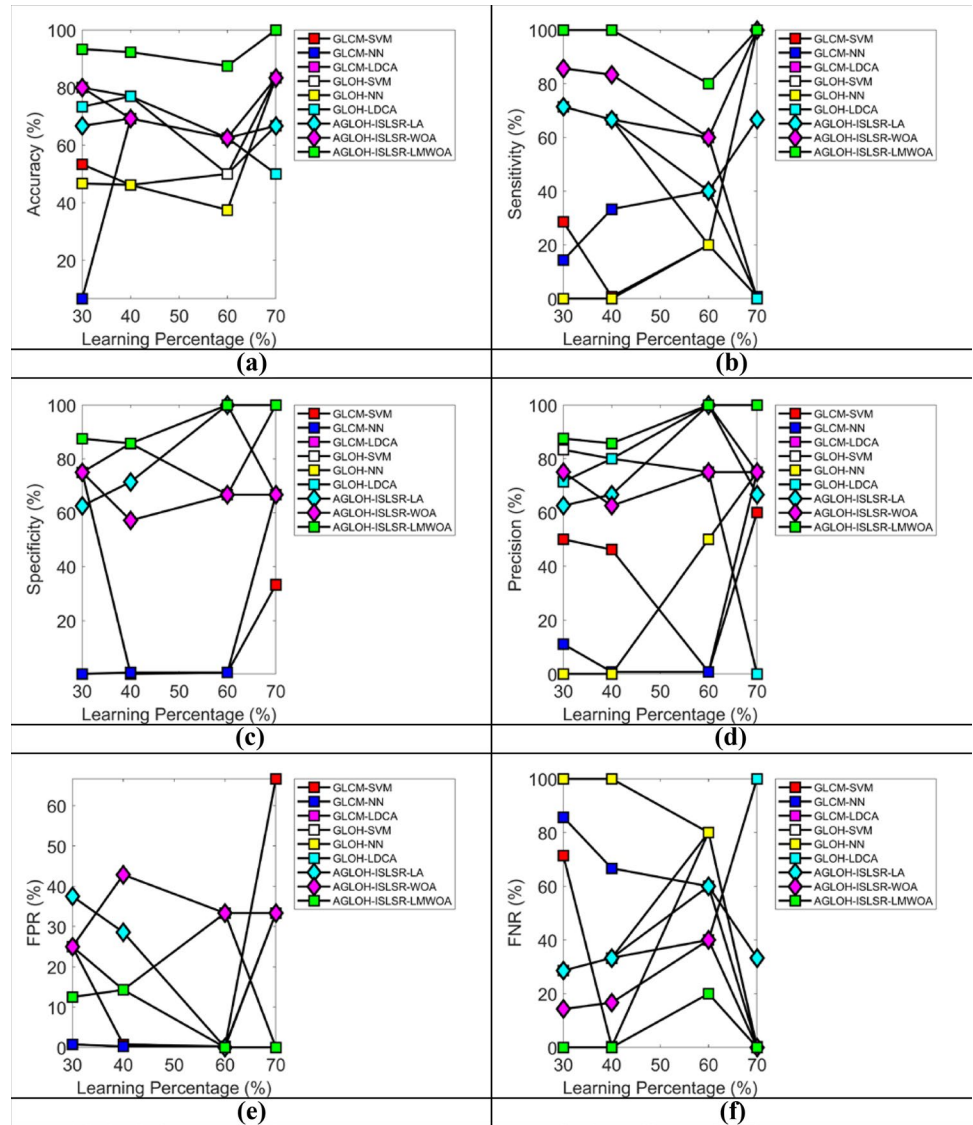 100
80
60
40
20
Accuracy (%)
30 40 50 60 70
Learning Percentage (%)
GLCM-SVM
GLCM-NN
GLCM-LDCA
GLOH-SVM
GLOH-NN
GLOH-LDCA
AGLOH-ISLSR-LA
AGLOH-ISLSR-WOA
AGLOH-ISLSR-LMWOA
(a)
100
80
60
40
20
0
Sensitivity (%)
30 40 50 60 70
Learning Percentage (%)
GLCM-SVM
GLCM-NN
GLCM-LDCA
GLOH-SVM
GLOH-NN
GLOH-LDCA
AGLOH-ISLSR-LA
AGLOH-ISLSR-WOA
AGLOH-ISLSR-LMWOA
(b)
100
80
60
40
20
0
Specificity (%)
30 40 50 60 70
Learning Percentage (%)
GLCM-SVM
GLCM-NN
GLCM-LDCA
GLOH-SVM
GLOH-NN
GLOH-LDCA
AGLOH-ISLSR-LA
AGLOH-ISLSR-WOA
AGLOH-ISLSR-LMWOA
(c)
100
80
60
40
20
0
Precision (%)
30 40 50 60 70
Learning Percentage (%)
GLCM-SVM
GLCM-NN
GLCM-LDCA
GLOH-SVM
GLOH-NN
GLOH-LDCA
AGLOH-ISLSR-LA
AGLOH-ISLSR-WOA
AGLOH-ISLSR-LMWOA
(d)
60
50
40
30
20
10
0
FPR (%)
30 40 50 60 70
Learning Percentage (%)
GLCM-SVM
GLCM-NN
GLCM-LDCA
GLOH-SVM
GLOH-NN
GLOH-LDCA
AGLOH-ISLSR-LA
AGLOH-ISLSR-WOA
AGLOH-ISLSR-LMWOA
(e)
100
80
60
40
20
0
FNR (%)
30 40 50 60 70
Learning Percentage (%)
GLCM-SVM
GLCM-NN
GLCM-LDCA
GLOH-SVM
GLOH-NN
GLOH-LDCA
AGLOH-ISLSR-LA
AGLOH-ISLSR-WOA
AGLOH-ISLSR-LMWOA
(f)